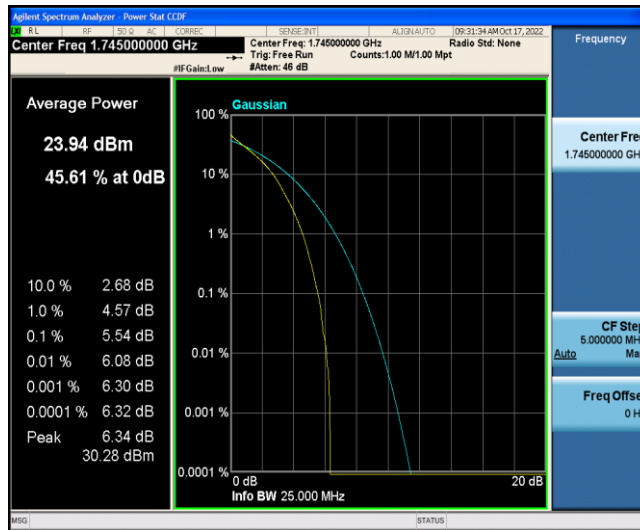 Agilent Spectrum Analyzer - Power Stat CCDF
RL RF 50 Ω AC CORREC SENSE:INT ALIGNAUTO 09:31:34 AM Oct 17, 2022
Center Freq 1.745000000 GHz
Center Freq: 1.745000000 GHz Radio Std: None
Trig: Free Run Counts:1.00 M/1.00 Mpt
#IFGain:Low #Atten: 46 dB
Frequency
Average Power
23.94 dBm
45.61 % at 0dB
10.0 % 2.68 dB
1.0 % 4.57 dB
0.1 % 5.54 dB
0.01 % 6.08 dB
0.001 % 6.30 dB
0.0001 % 6.32 dB
Peak 6.34 dB
30.28 dBm
Gaussian
100 %
10 %
1 %
0.1 %
0.01 %
0.001 %
0.0001 %
0 dB 20 dB
Info BW 25.000 MHz
Center Fre
1.745000000 GH
CF Step
5.000000 MH
Auto Ma
Freq Offse
0 H
MSG STATUS